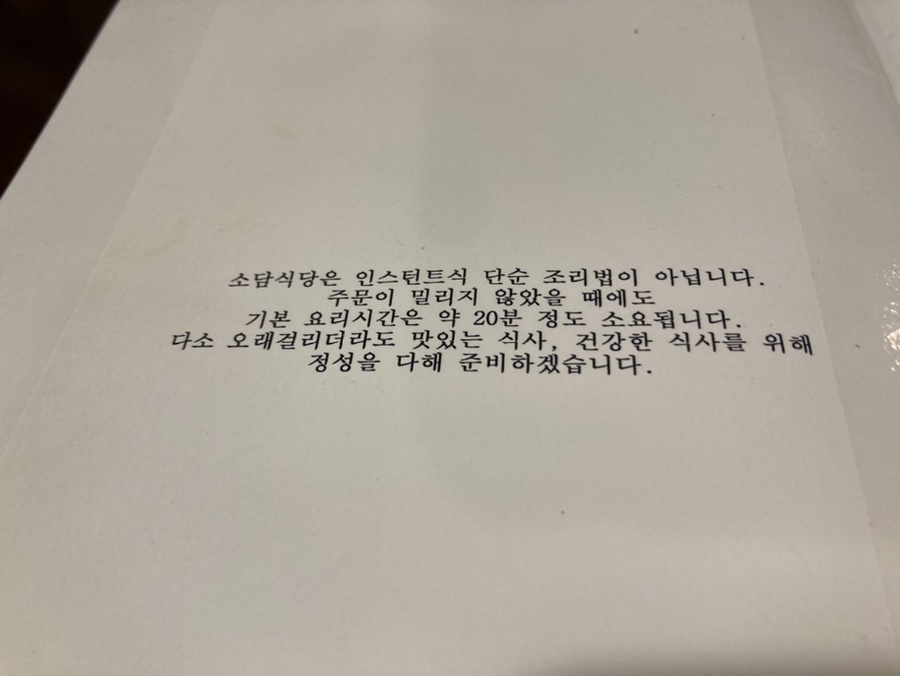 소담식당은 인스턴트식 단순 조리법이 아닙니다.
주문이 밀리지 않았을 때에도
기본 요리시간은 약 20분 정도 소요됩니다.
다소 오래걸리더라도 맛있는 식사, 건강한 식사를 위해
정성을 다해 준비하겠습니다.